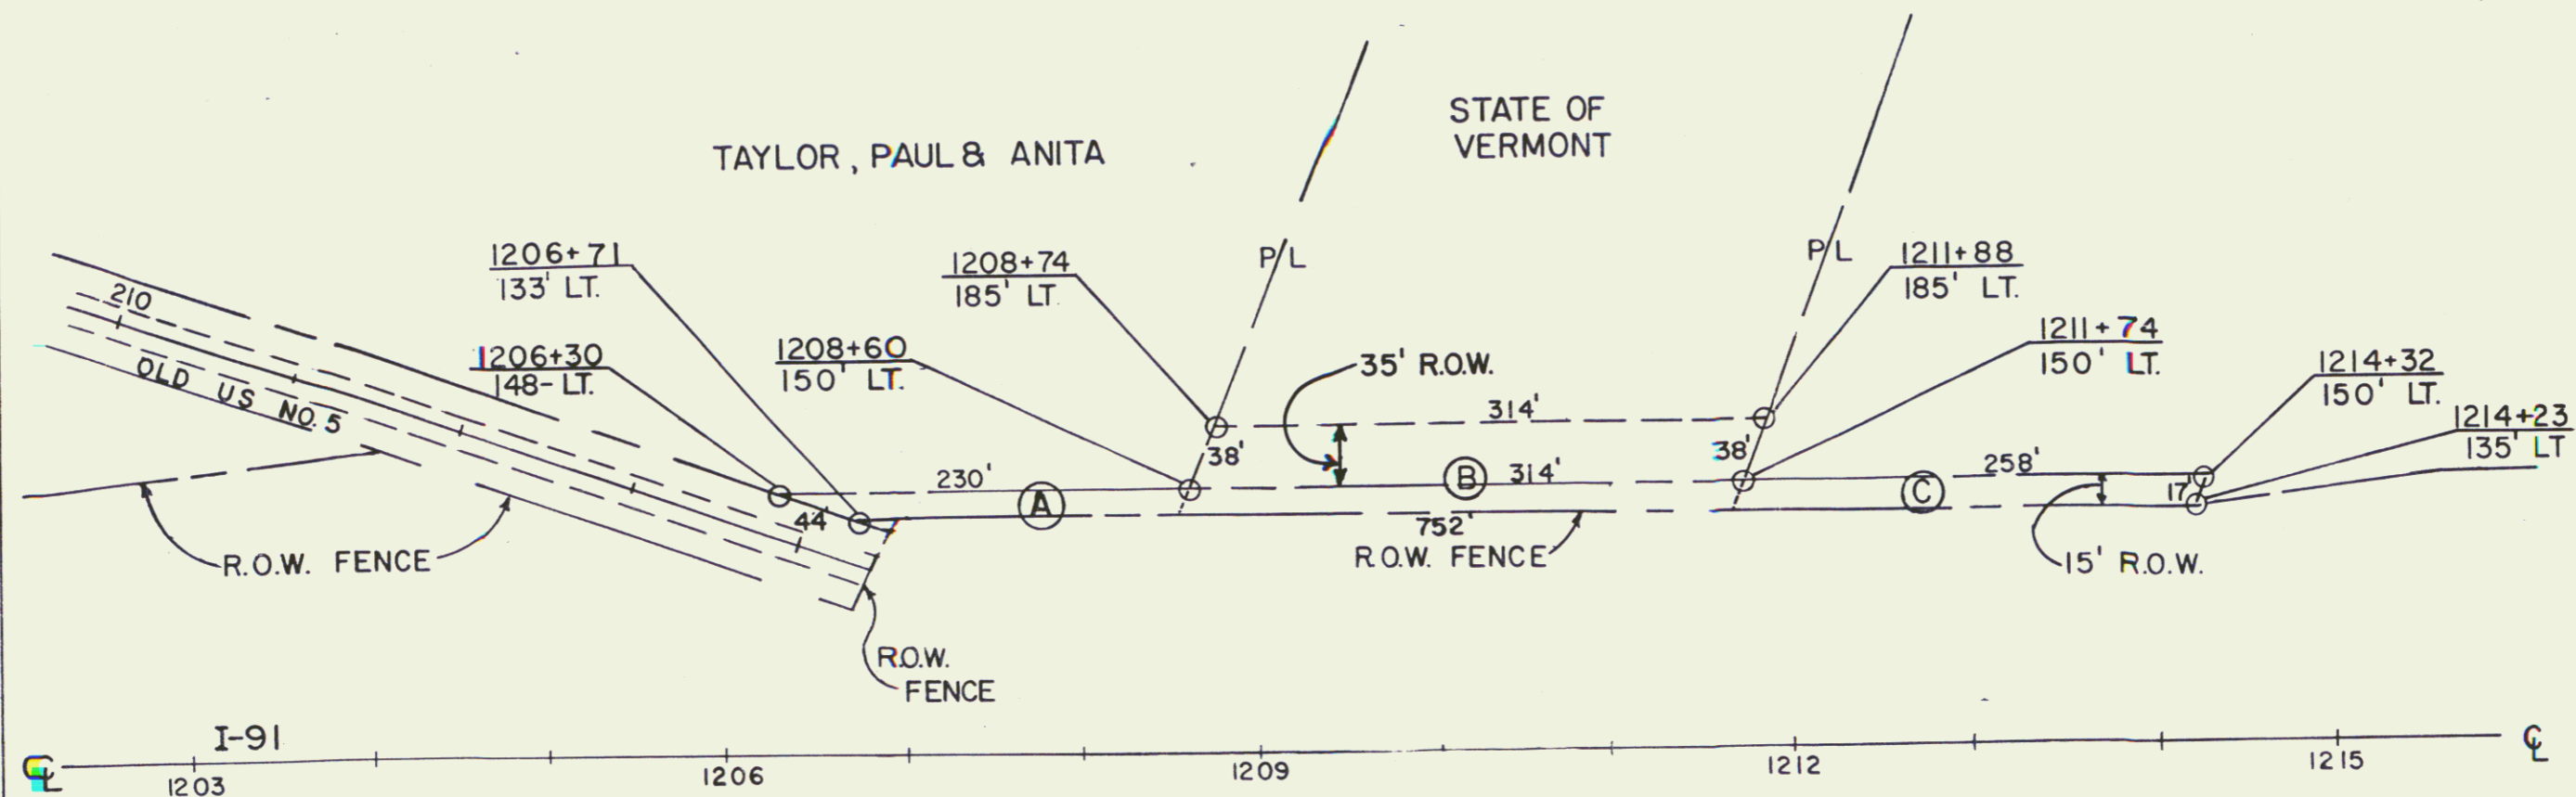 STATE OF
VERMONT
TAYLOR, PAUL & ANITA
1206+71
133' LT.
1208+74
185' LT.
P/L
P/L
1211+88
185' LT.
210
OLD US NO. 5
1206+30
148- LT.
1208+60
150' LT.
35' R.O.W.
1211+74
150' LT.
1214+32
150' LT.
1214+23
135' LT
314'
38'
38'
230'
A
B
314'
C
258'
17'
44'
752'
R.O.W. FENCE
R.O.W. FENCE
15' R.O.W.
R.O.W.
FENCE
I-91
CL
CL
1203
1206
1209
1212
1215